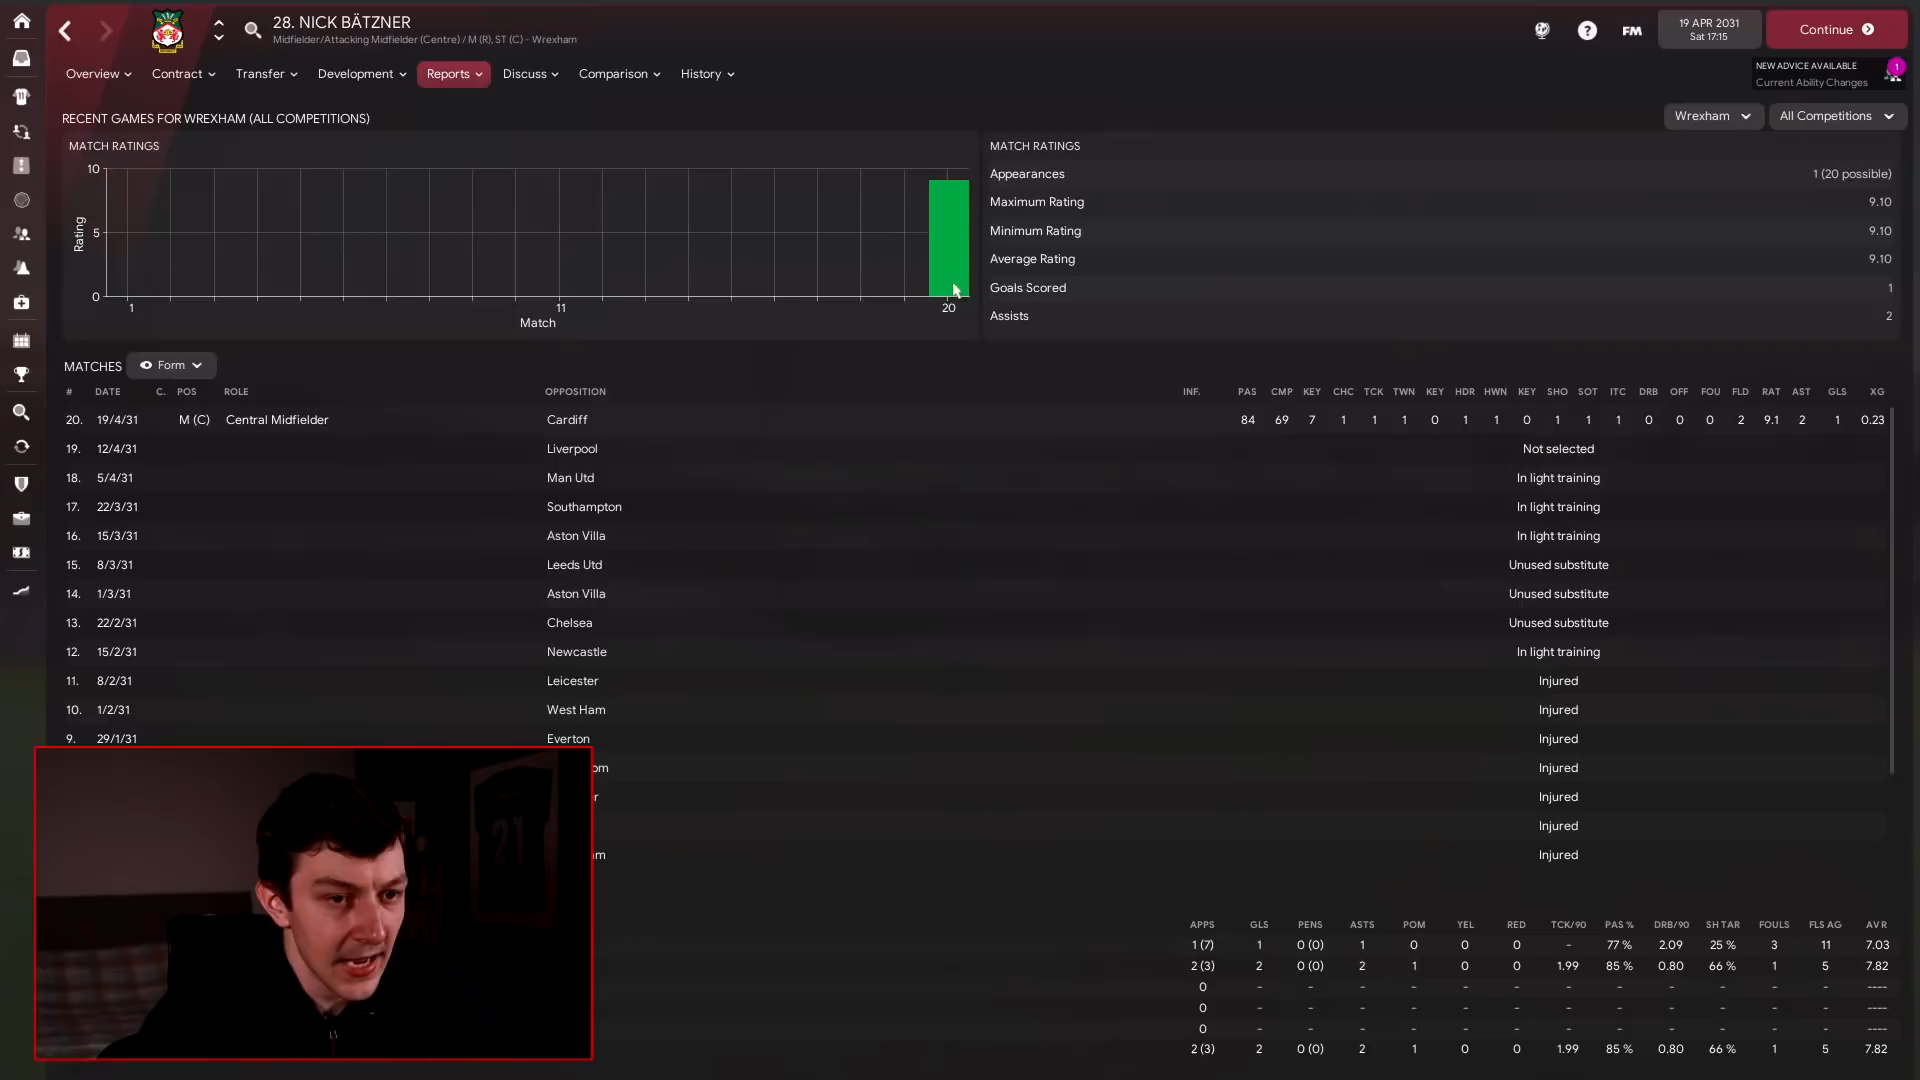 28. NICK BÄTZNER
Midfielder/Attacking Midfielder (Centre) / M (R), ST (C) - Wrexham
FM
19 APR 2031
Sat 17:15
Continue
Overview Contract Transfer Development Reports Discuss Comparison History
NEW ADVICE AVAILABLE
Current Ability Changes
1
RECENT GAMES FOR WREXHAM (ALL COMPETITIONS)
Wrexham All Competitions
MATCH RATINGS
10
5
0
Rating
1 11 20
Match
MATCH RATINGS
Appearances 1 (20 possible)
Maximum Rating 9.10
Minimum Rating 9.10
Average Rating 9.10
Goals Scored 1
Assists 2
MATCHES Form
# DATE C. POS ROLE OPPOSITION INF. PAS CMP KEY CHC TCK TWN KEY HDR HWN KEY SHO SOT ITC DRB OFF FOU FLD RAT AST GLS XG
20. 19/4/31 M (C) Central Midfielder Cardiff 84 69 7 1 1 1 0 1 1 0 1 1 1 0 0 0 2 9.1 2 1 0.23
19. 12/4/31 Liverpool Not selected
18. 5/4/31 Man Utd In light training
17. 22/3/31 Southampton In light training
16. 15/3/31 Aston Villa In light training
15. 8/3/31 Leeds Utd Unused substitute
14. 1/3/31 Aston Villa Unused substitute
13. 22/2/31 Chelsea Unused substitute
12. 15/2/31 Newcastle In light training
11. 8/2/31 Leicester Injured
10. 1/2/31 West Ham Injured
9. 29/1/31 Everton Injured
om Injured
r Injured
Injured
am Injured
21
APPS GLS PENS ASTS POM YEL RED TCK/90 PAS % DRB/90 SH TAR FOULS FLS AG AV R
1 (7) 1 0 (0) 1 0 0 0 - 77 % 2.09 25 % 3 11 7.03
2 (3) 2 0 (0) 2 1 0 0 1.99 85 % 0.80 66 % 1 5 7.82
0 - - - - - - - - - - - - ----
0 - - - - - - - - - - - - ----
0 - - - - - - - - - - - - ----
2 (3) 2 0 (0) 2 1 0 0 1.99 85 % 0.80 66 % 1 5 7.82